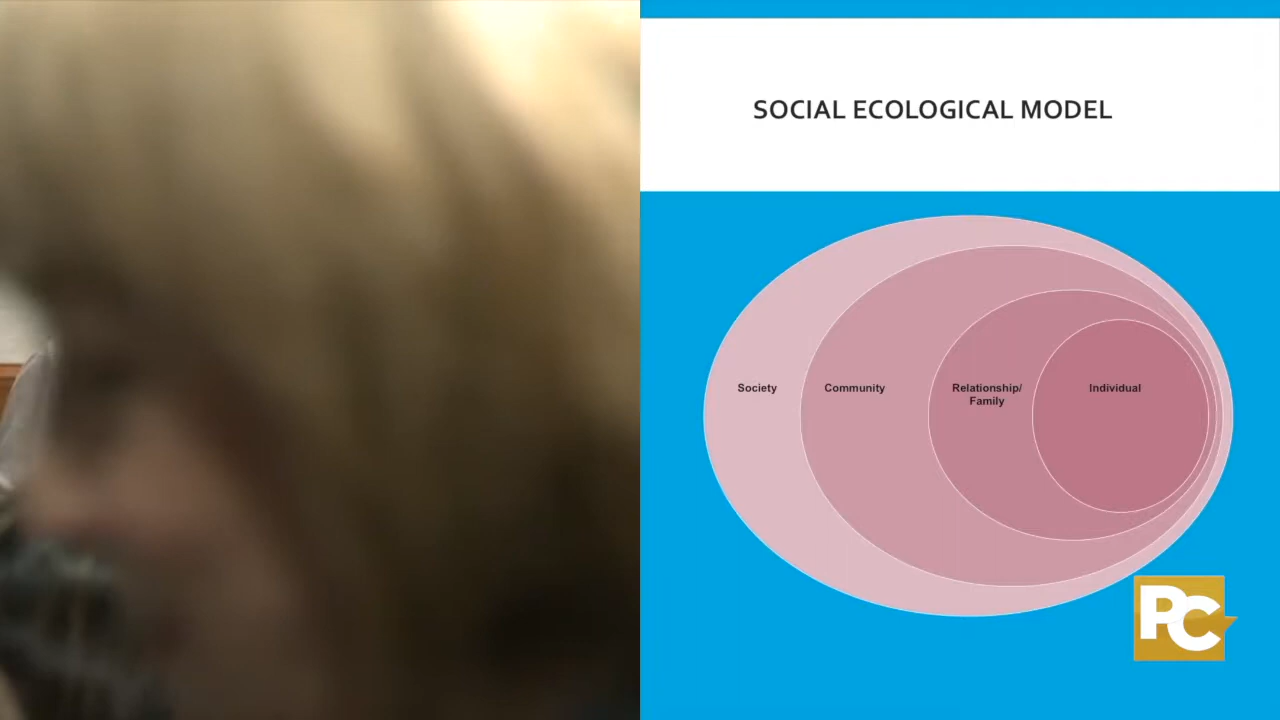 SOCIAL ECOLOGICAL MODEL
Society
Community
Relationship/
Family
Individual
PC